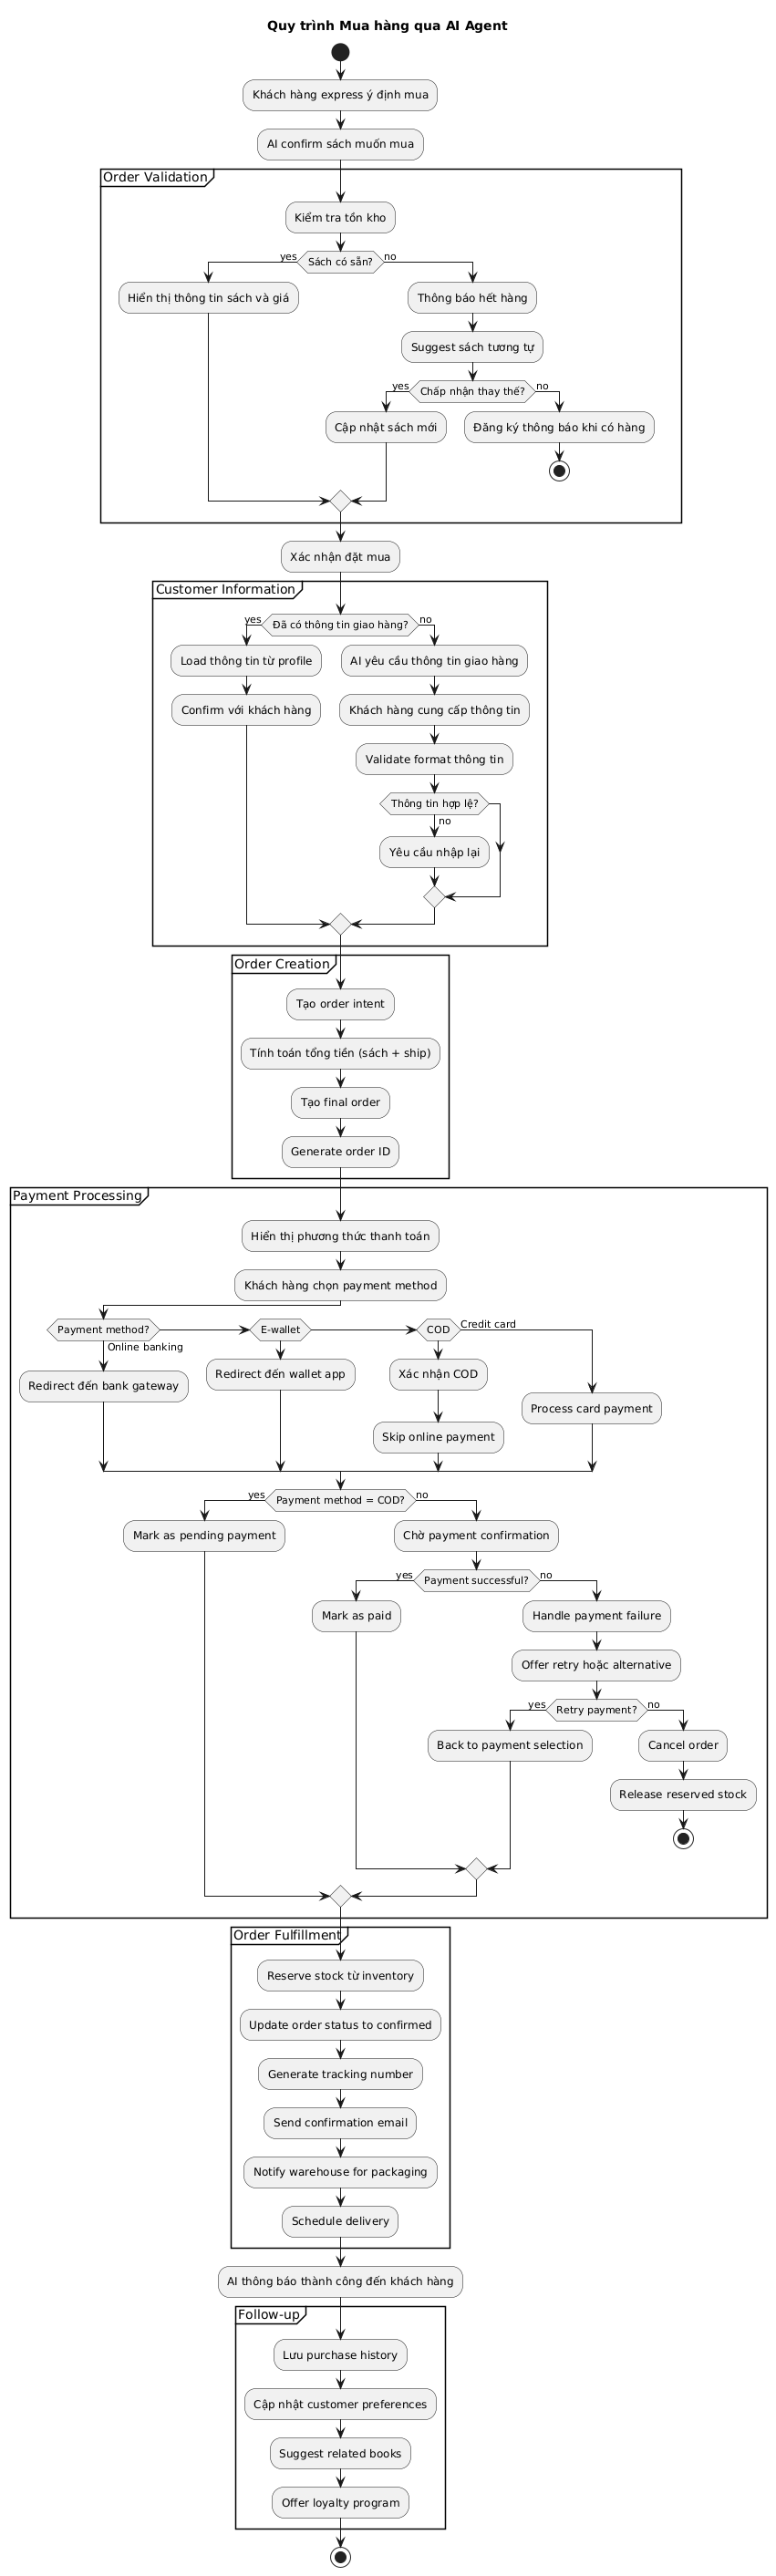 Quy trình Mua hàng qua AI Agent
Khách hàng express ý định mua
AI confirm sách muốn mua
Order Validation
Kiểm tra tồn kho
yes
Sách có sẵn?
no
Hiển thị thông tin sách và giá
Thông báo hết hàng
Suggest sách tương tự
yes
Chấp nhận thay thế?
no
Cập nhật sách mới
Đăng ký thông báo khi có hàng
Xác nhận đặt mua
Customer Information
yes
Đã có thông tin giao hàng?
no
Load thông tin từ profile
AI yêu cầu thông tin giao hàng
Confirm với khách hàng
Khách hàng cung cấp thông tin
Validate format thông tin
Thông tin hợp lệ?
no
Yêu cầu nhập lại
Order Creation
Tạo order intent
Tính toán tổng tiền (sách + ship)
Tạo final order
Generate order ID
Payment Processing
Hiển thị phương thức thanh toán
Khách hàng chọn payment method
Payment method?
Online banking
E-wallet
COD
Credit card
Redirect đến bank gateway
Redirect đến wallet app
Xác nhận COD
Process card payment
Skip online payment
yes
Payment method = COD?
no
Mark as pending payment
Chờ payment confirmation
yes
Payment successful?
no
Mark as paid
Handle payment failure
Offer retry hoặc alternative
yes
Retry payment?
no
Back to payment selection
Cancel order
Release reserved stock
Order Fulfillment
Reserve stock từ inventory
Update order status to confirmed
Generate tracking number
Send confirmation email
Notify warehouse for packaging
Schedule delivery
AI thông báo thành công đến khách hàng
Follow-up
Lưu purchase history
Cập nhật customer preferences
Suggest related books
Offer loyalty program